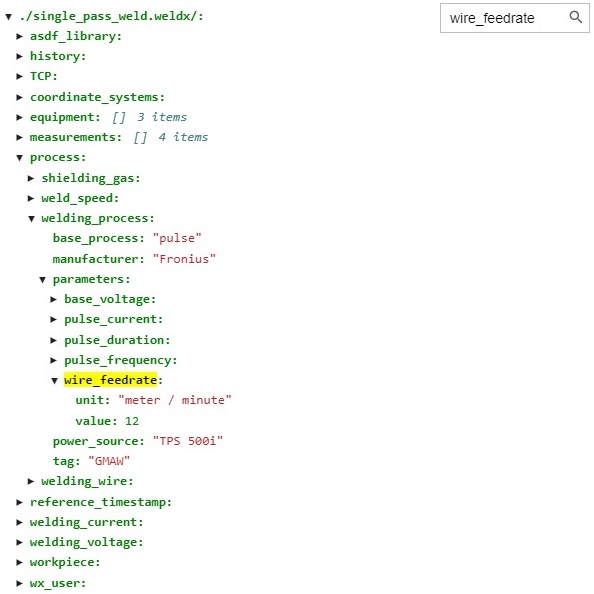 ./single_pass_weld.weldx/:
wire_feedrate
asdf_library:
history:
TCP:
coordinate_systems:
equipment: [] 3 items
measurements: [] 4 items
process:
shielding_gas:
weld_speed:
welding_process:
base_process: "pulse"
manufacturer: "Fronius"
parameters:
base_voltage:
pulse_current:
pulse_duration:
pulse_frequency:
wire_feedrate:
unit: "meter / minute"
value: 12
power_source: "TPS 500i"
tag: "GMAW"
welding_wire:
reference_timestamp:
welding_current:
welding_voltage:
workpiece:
wx_user: